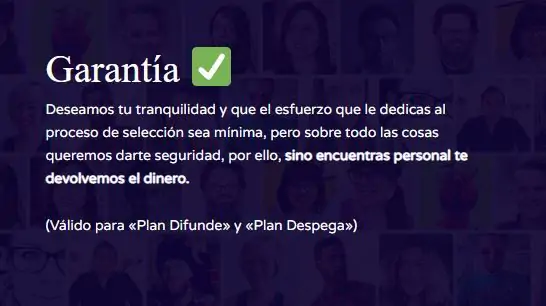 Garantía ✅
Deseamos tu tranquilidad y que el esfuerzo que le dedicas al
proceso de selección sea mínima, pero sobre todo las cosas
queremos darte seguridad, por ello, sino encuentras personal te
devolvemos el dinero.
(Válido para «Plan Difunde» y «Plan Despega»)